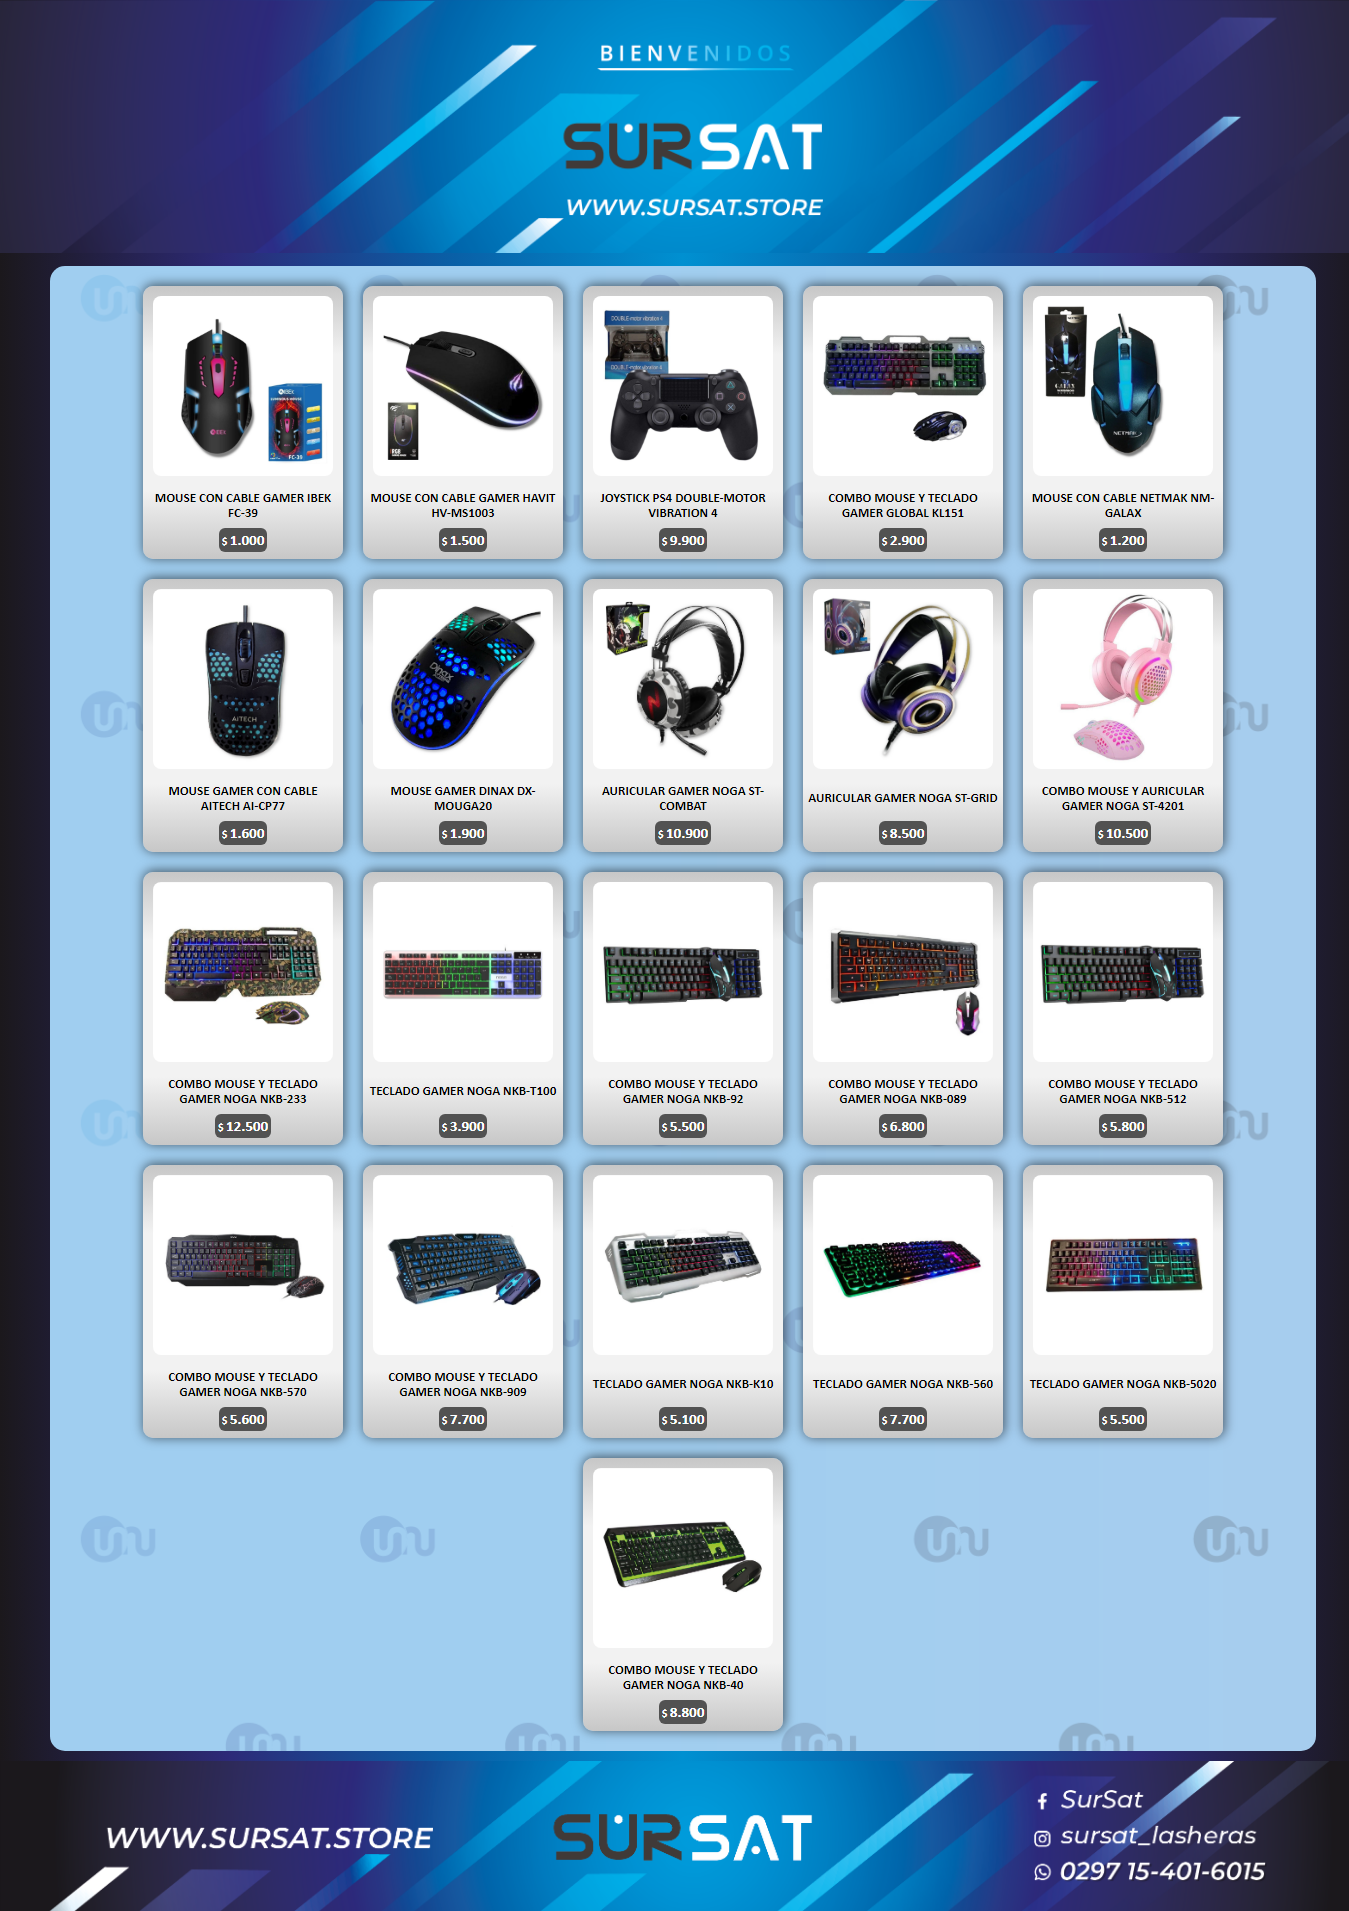 BIENVENIDOS
SURSAT
WWW.SURSAT.STORE
MOUSE CON CABLE GAMER IBEK
FC-39
$ 1.000
MOUSE CON CABLE GAMER HAVIT
HV-MS1003
$ 1.500
DOUBLE-motor vibration 4
JOYSTICK PS4 DOUBLE-MOTOR
VIBRATION 4
$ 9.900
COMBO MOUSE Y TECLADO
GAMER GLOBAL KL151
$ 2.900
NETMAK
MOUSE CON CABLE NETMAK NM-
GALAX
$ 1.200
AITECH
MOUSE GAMER CON CABLE
AITECH AI-CP77
$ 1.600
Dinax
MOUSE GAMER DINAX DX-
MOUGA20
$ 1.900
AURICULAR GAMER NOGA ST-
COMBAT
$ 10.900
AURICULAR GAMER NOGA ST-GRID
$ 8.500
COMBO MOUSE Y AURICULAR
GAMER NOGA ST-4201
$ 10.500
COMBO MOUSE Y TECLADO
GAMER NOGA NKB-233
$ 12.500
TECLADO GAMER NOGA NKB-T100
$ 3.900
COMBO MOUSE Y TECLADO
GAMER NOGA NKB-92
$ 5.500
COMBO MOUSE Y TECLADO
GAMER NOGA NKB-089
$ 6.800
COMBO MOUSE Y TECLADO
GAMER NOGA NKB-512
$ 5.800
COMBO MOUSE Y TECLADO
GAMER NOGA NKB-570
$ 5.600
COMBO MOUSE Y TECLADO
GAMER NOGA NKB-909
$ 7.700
TECLADO GAMER NOGA NKB-K10
$ 5.100
TECLADO GAMER NOGA NKB-560
$ 7.700
TECLADO GAMER NOGA NKB-5020
$ 5.500
COMBO MOUSE Y TECLADO
GAMER NOGA NKB-40
$ 8.800
WWW.SURSAT.STORE
SURSAT
SurSat
sursat_lasheras
0297 15-401-6015